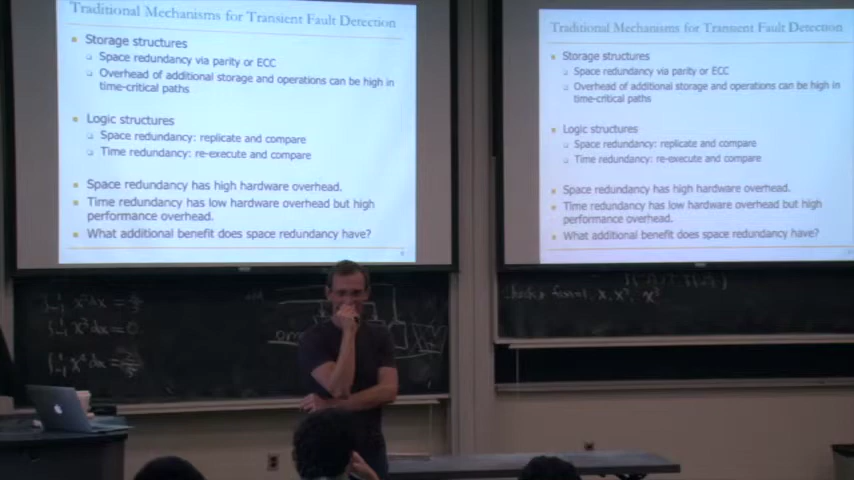 Traditional Mechanisms for Transient Fault Detection
Storage structures
Space redundancy via parity or ECC
Overhead of additional storage and operations can be high in
time-critical paths
Logic structures
Space redundancy: replicate and compare
Time redundancy: re-execute and compare
Space redundancy has high hardware overhead.
Time redundancy has low hardware overhead but high
performance overhead.
What additional benefit does space redundancy have?
Traditional Mechanisms for Transient Fault Detection
Storage structures
Space redundancy via parity or ECC
Overhead of additional storage and operations can be high in
time-critical paths
Logic structures
Space redundancy: replicate and compare
Time redundancy: re-execute and compare
Space redundancy has high hardware overhead.
Time redundancy has low hardware overhead but high
performance overhead.
What additional benefit does space redundancy have?